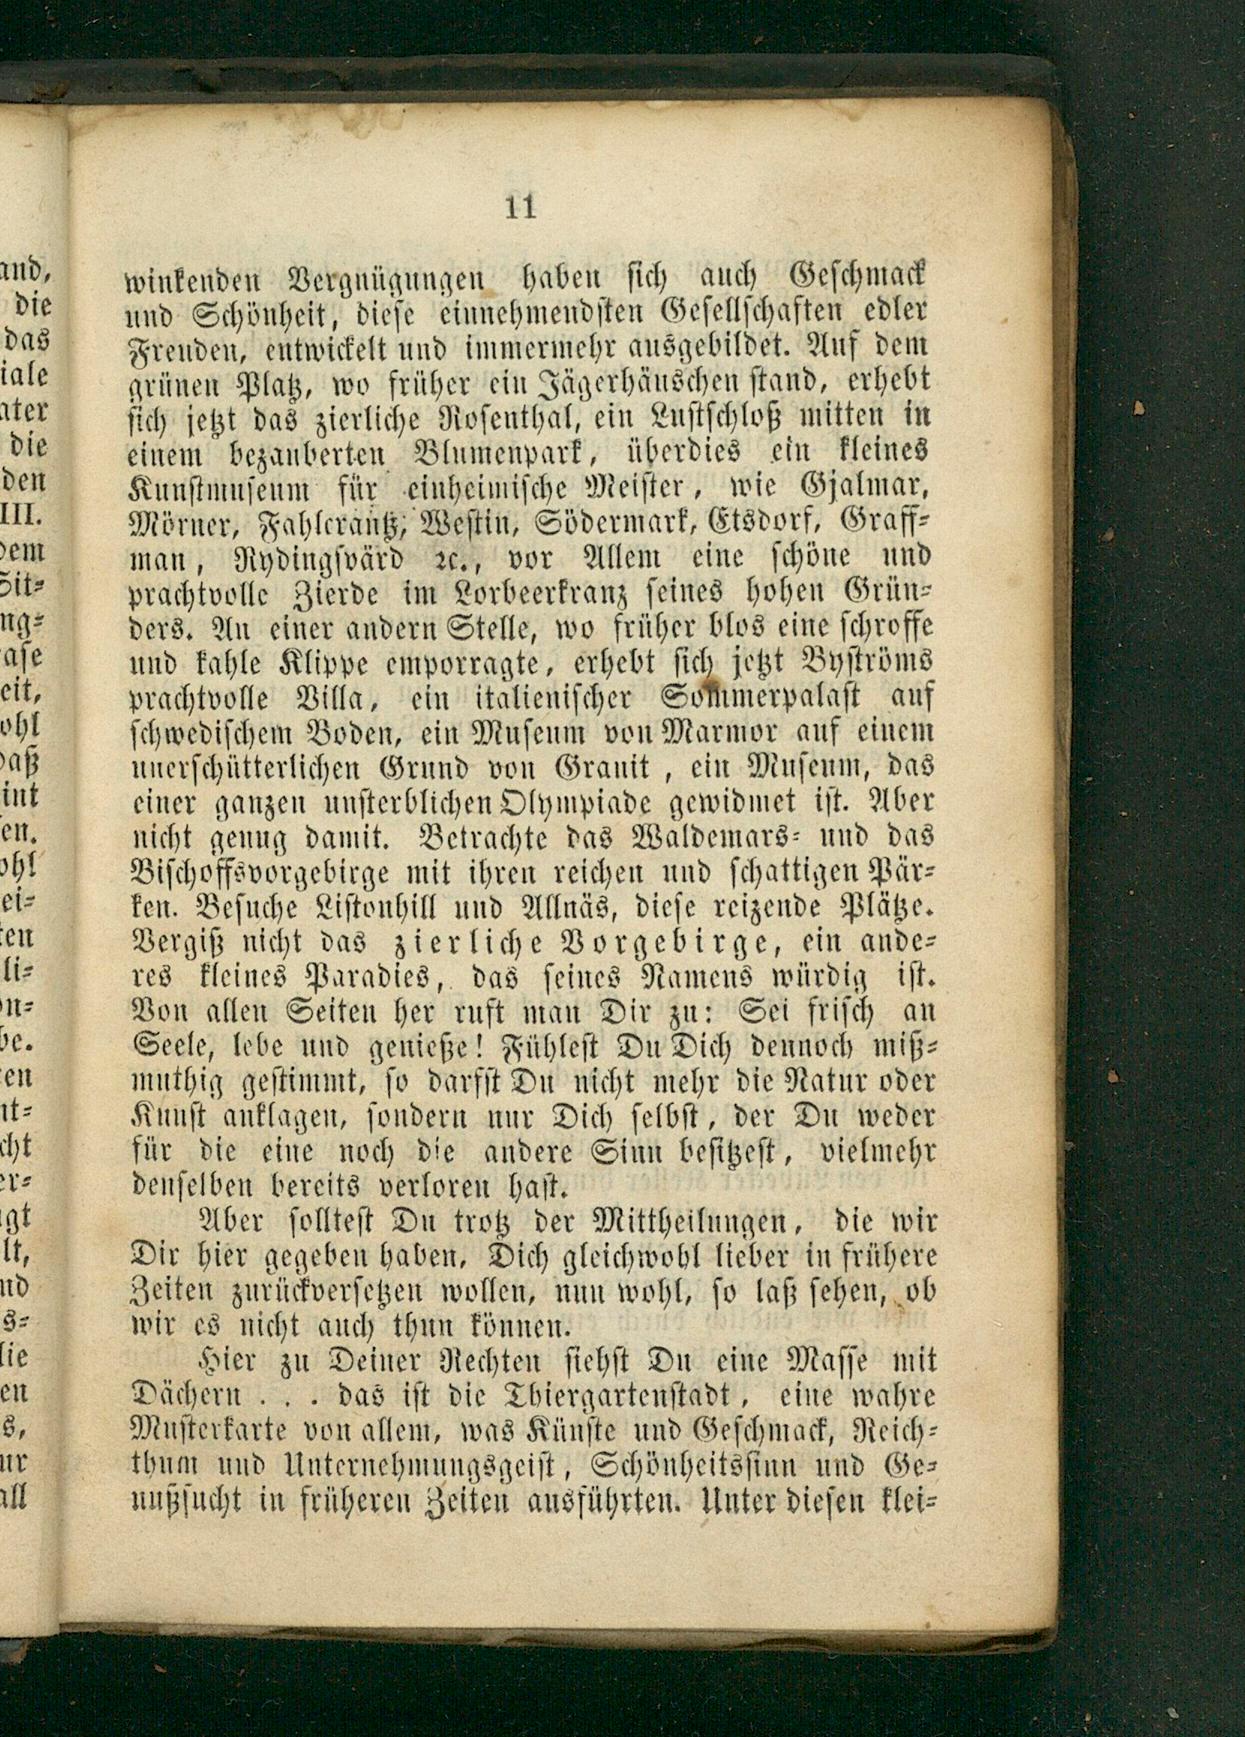 11
winkenden Vergnügungen haben sich auch Geschmack
und Schönheit, diese einnehmendsten Gesellschaften edler
Freuden, entwickelt und immermehr ausgebildet. Auf dem
grünen Platz, wo früher ein Jägerhäuschen stand, erhebt
sich jetzt das zierliche Rosenthal, ein Lustschloß mitten in
einem bezauberten Blumenpark, überdies ein kleines
Kunstmuseum für einheimische Meister, wie Gjalmar,
Mörner, Fahlcrantz, Westin, Södermark, Etsdorf, Graff-
man, Rydingsvärd ꝛc., vor Allem eine schöne und
prachtvolle Zierde im Lorbeerkranz seines hohen Grün-
ders. An einer andern Stelle, wo früher blos eine schroffe
und kahle Klippe emporragte, erhebt sich jetzt Byströms
prachtvolle Villa, ein italienischer Sommerpalast auf
schwedischem Boden, ein Museum von Marmor auf einem
unerschütterlichen Grund von Granit, ein Museum, das
einer ganzen unsterblichen Olympiade gewidmet ist. Aber
nicht genug damit. Betrachte das Waldemars- und das
Bischoffsvorgebirge mit ihren reichen und schattigen Pär-
ken. Besuche Listonhill und Allnäs, diese reizende Plätze.
Vergiß nicht das zierliche Vorgebirge, ein ande-
res kleines Paradies, das seines Namens würdig ist.
Von allen Seiten her ruft man Dir zu: Sei frisch an
Seele, lebe und genieße! Fühlest Du Dich dennoch miß-
muthig gestimmt, so darfst Du nicht mehr die Natur oder
Kunst anklagen, sondern nur Dich selbst, der Du weder
für die eine noch die andere Sinn besitzest, vielmehr
denselben bereits verloren hast.
Aber solltest Du trotz der Mittheilungen, die wir
Dir hier gegeben haben, Dich gleichwohl lieber in frühere
Zeiten zurückversetzen wollen, nun wohl, so laß sehen, ob
wir es nicht auch thun können.
Hier zu Deiner Rechten siehst Du eine Masse mit
Dächern . . . das ist die Thiergartenstadt, eine wahre
Musterkarte von allem, was Künste und Geschmack, Reich-
thum und Unternehmungsgeist, Schönheitssinn und Ge-
nußsucht in früheren Zeiten ausführten. Unter diesen klei-